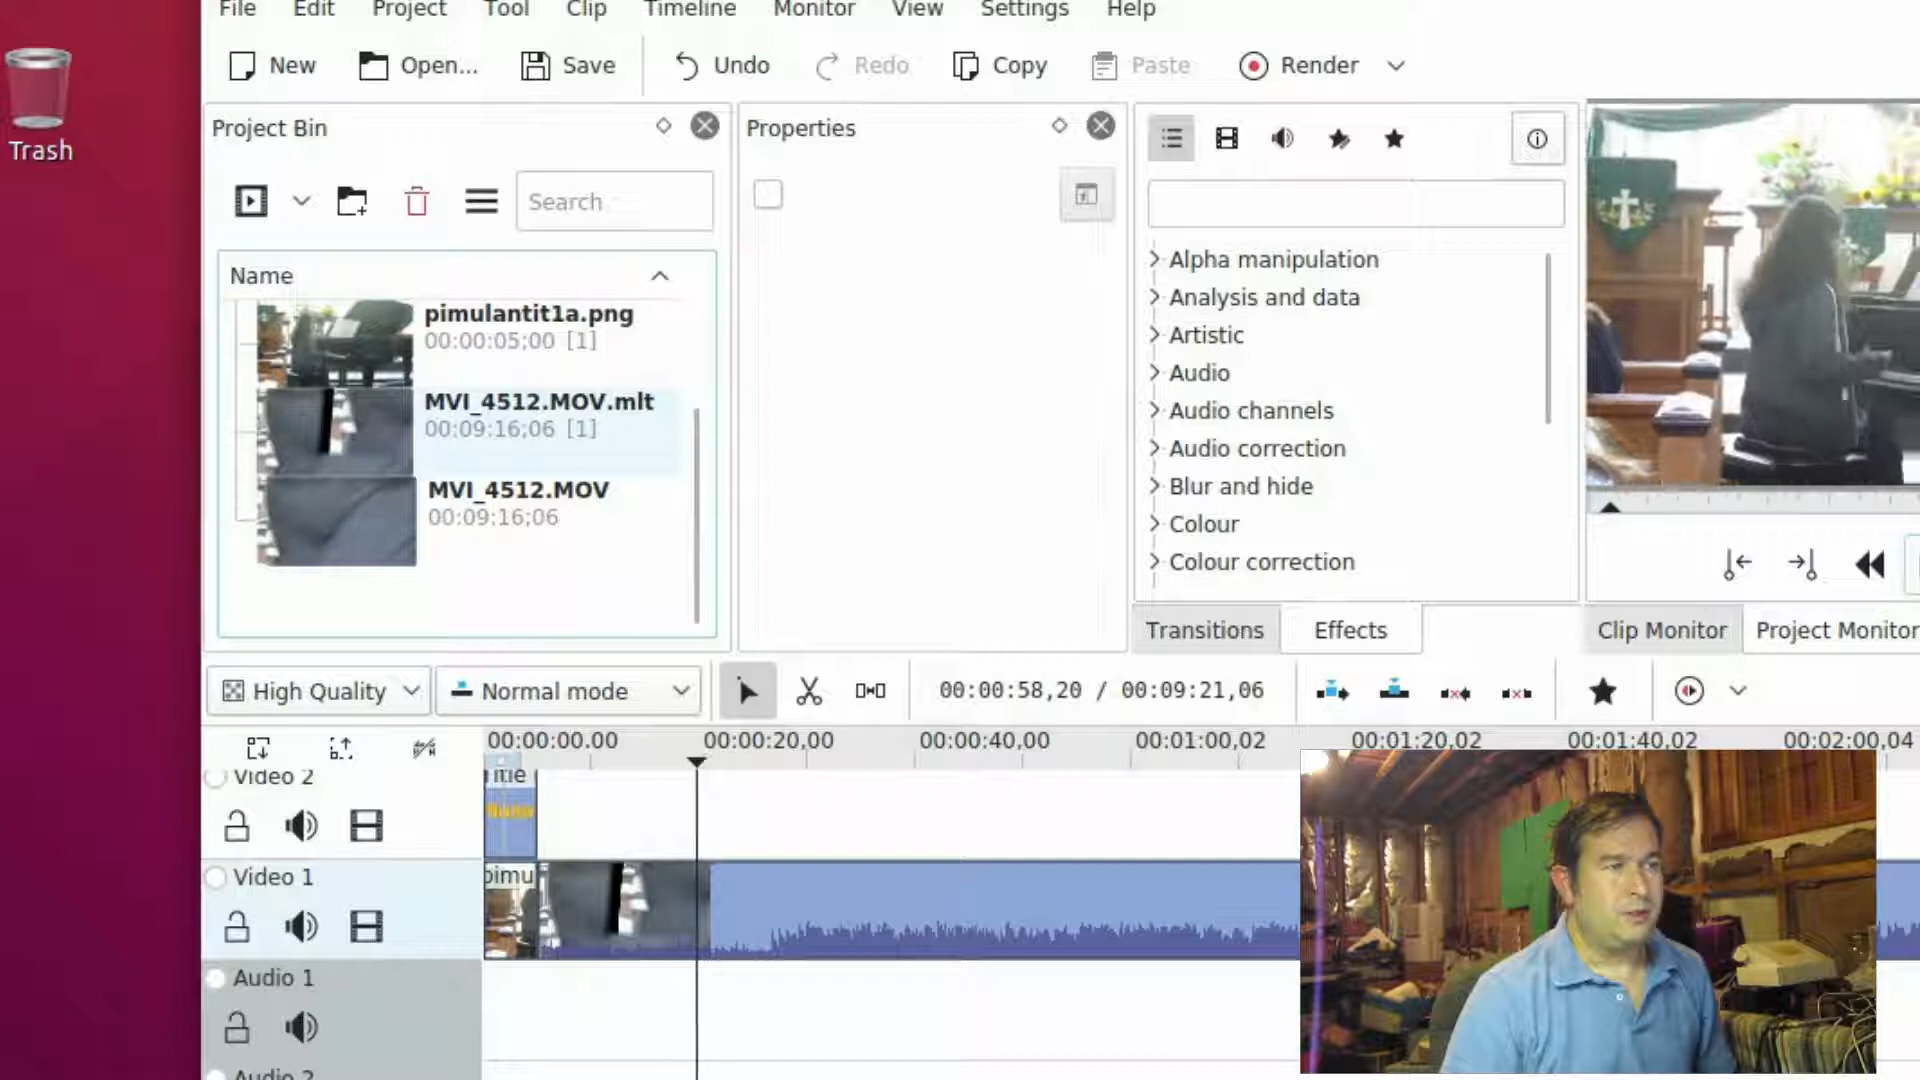 File Edit Project Tool Clip Timeline Monitor View Settings Help
New Open... Save Undo Redo Copy Paste Render
Trash
Project Bin
Properties
Search
Name
pimulantit1a.png
00:00:05;00 [1]
MVI_4512.MOV.mlt
00:09:16;06 [1]
MVI_4512.MOV
00:09:16;06
Alpha manipulation
Analysis and data
Artistic
Audio
Audio channels
Audio correction
Blur and hide
Colour
Colour correction
Transitions Effects
Clip Monitor Project Monitor
High Quality Normal mode 00:00:58,20 / 00:09:21,06
00:00:00.00 00:00:20,00 00:00:40,00 00:01:00,02 00:01:20,02 00:01:40,02 00:02:00,04
Video 2
Title
Video 1
pimu
Audio 1
Audio 2